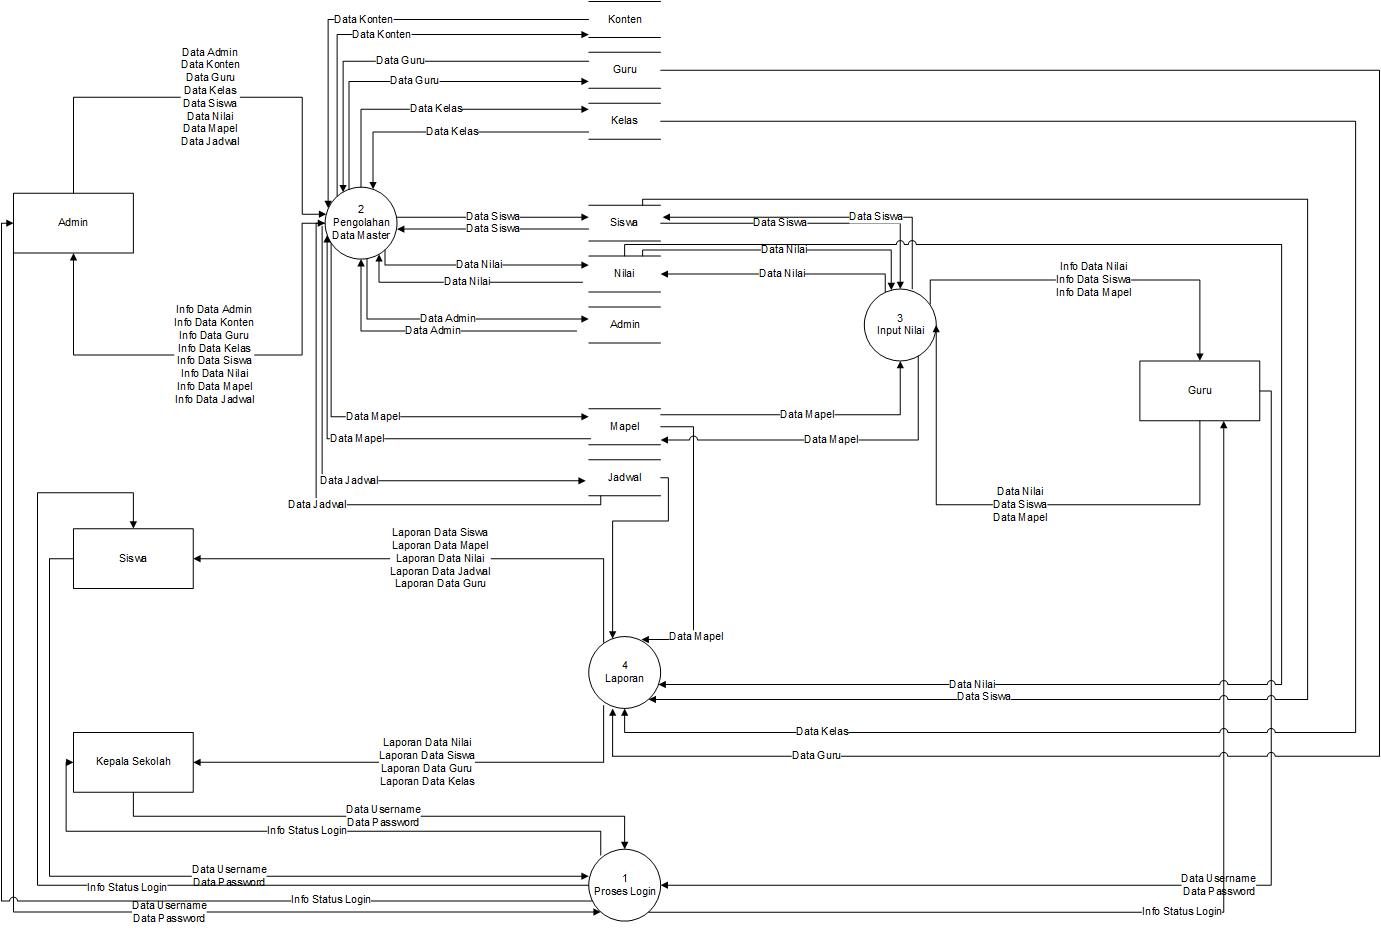 Data Konten
Konten
Data Konten
Data Admin
Data Konten
Data Guru
Data Kelas
Data Siswa
Data Nilai
Data Mapel
Data Jadwal
Data Guru
Guru
Data Guru
Data Kelas
Kelas
Data Kelas
Admin
2
Pengolahan
Data Master
Data Siswa
Data Siswa
Siswa
Data Siswa
Data Siswa
Data Nilai
Data Nilai
Nilai
Data Nilai
Data Nilai
Info Data Nilai
Info Data Siswa
Info Data Mapel
Info Data Admin
Info Data Konten
Info Data Guru
Info Data Kelas
Info Data Siswa
Info Data Nilai
Info Data Mapel
Info Data Jadwal
Data Admin
Data Admin
Admin
3
Input Nilai
Guru
Data Mapel
Data Mapel
Mapel
Data Mapel
Data Mapel
Data Jadwal
Data Jadwal
Jadwal
Data Nilai
Data Siswa
Data Mapel
Siswa
Laporan Data Siswa
Laporan Data Mapel
Laporan Data Nilai
Laporan Data Jadwal
Laporan Data Guru
Data Mapel
4
Laporan
Data Nilai
Data Siswa
Data Kelas
Data Guru
Kepala Sekolah
Laporan Data Nilai
Laporan Data Siswa
Laporan Data Guru
Laporan Data Kelas
Data Username
Data Password
Info Status Login
Data Username
Data Password
Info Status Login
Info Status Login
Data Username
Data Password
1
Proses Login
Data Username
Data Password
Info Status Login